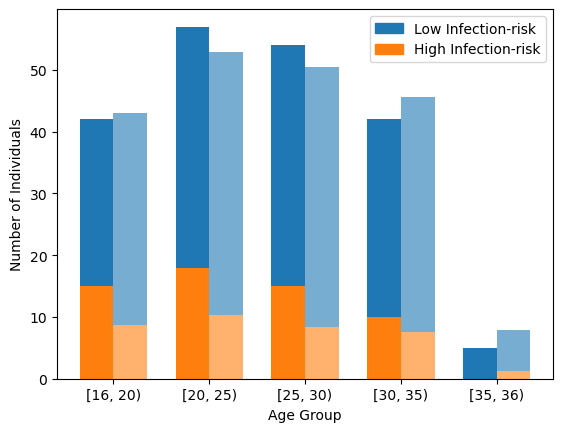 Low Infection-risk
High Infection-risk
50
40
30
20
10
0
Number of Individuals
[16, 20)
[20, 25)
[25, 30)
[30, 35)
[35, 36)
Age Group